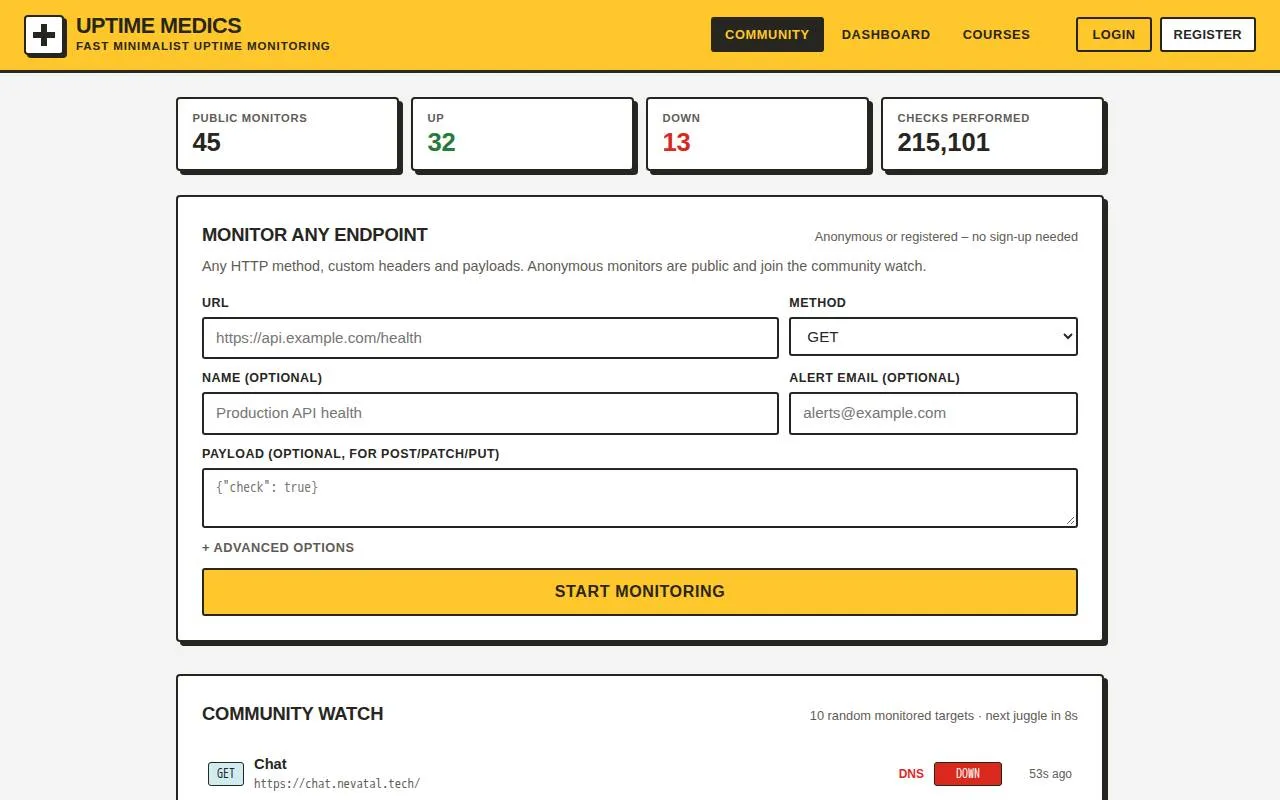 UPTIME MEDICS
FAST MINIMALIST UPTIME MONITORING
COMMUNITY
DASHBOARD
COURSES
LOGIN
REGISTER
PUBLIC MONITORS
45
UP
32
DOWN
13
CHECKS PERFORMED
215,101
MONITOR ANY ENDPOINT
Anonymous or registered – no sign-up needed
Any HTTP method, custom headers and payloads. Anonymous monitors are public and join the community watch.
URL
https://api.example.com/health
METHOD
GET
NAME (OPTIONAL)
Production API health
ALERT EMAIL (OPTIONAL)
alerts@example.com
PAYLOAD (OPTIONAL, FOR POST/PATCH/PUT)
{"check": true}
+ ADVANCED OPTIONS
START MONITORING
COMMUNITY WATCH
10 random monitored targets · next juggle in 8s
GET
Chat
https://chat.nevatal.tech/
DNS
DOWN
53s ago